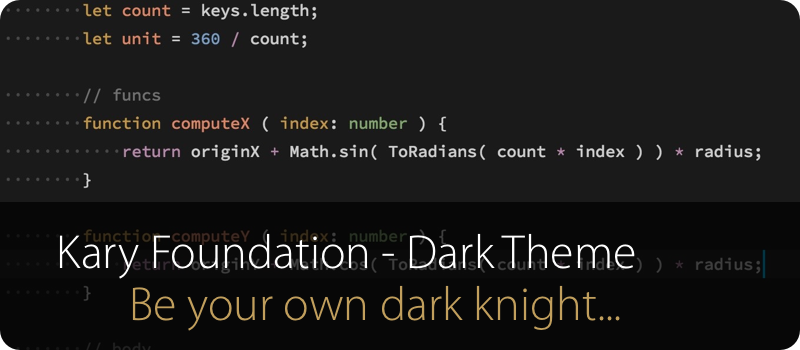 let count = keys.length;
let unit = 360 / count;
// funcs
function computeX ( index: number ) {
return originX + Math.sin( ToRadians( count * index ) ) * radius;
}
function computeY ( index: number ) {
Kary Foundation - Dark Theme
return originX + Math.cos( ToRadians( count * index ) ) * radius;
}
Be your own dark knight...
// body